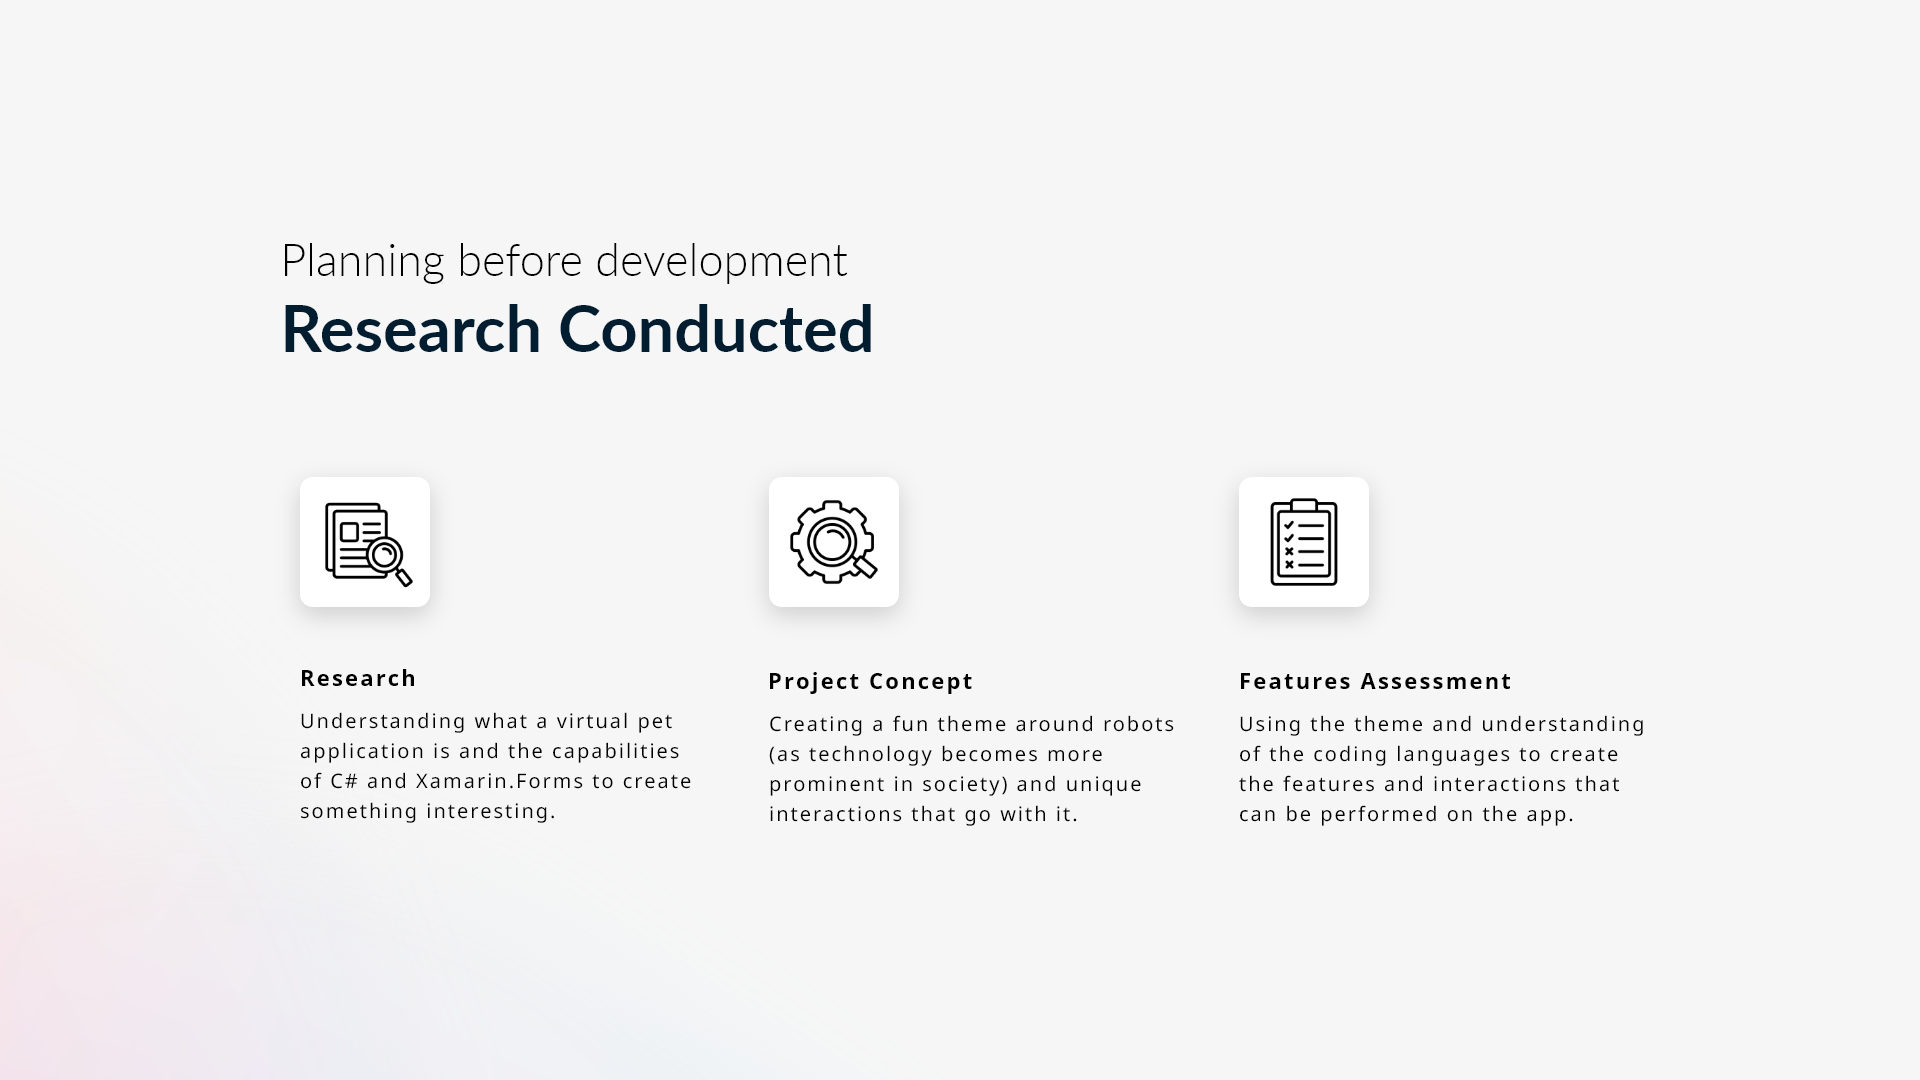 Planning before development
Research Conducted
Research
Understanding what a virtual pet
application is and the capabilities
of C# and Xamarin.Forms to create
something interesting.
Project Concept
Creating a fun theme around robots
(as technology becomes more
prominent in society) and unique
interactions that go with it.
Features Assessment
Using the theme and understanding
of the coding languages to create
the features and interactions that
can be performed on the app.